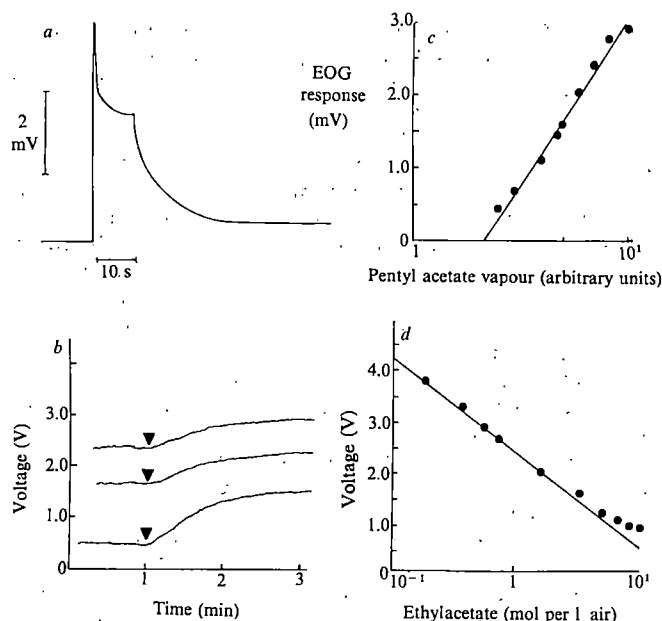 a
2
mV
10 s
c
EOG
response
(mV)
3.0
2.0
1.0
0
1
10¹
Pentyl acetate vapour (arbitrary units)
b
Voltage (V)
3.0
2.0
1.0
0
0
1
2
3
Time (min)
d
Voltage (V)
4.0
3.0
2.0
1.0
0
10⁻¹
1
10¹
Ethylacetate (mol per l air)